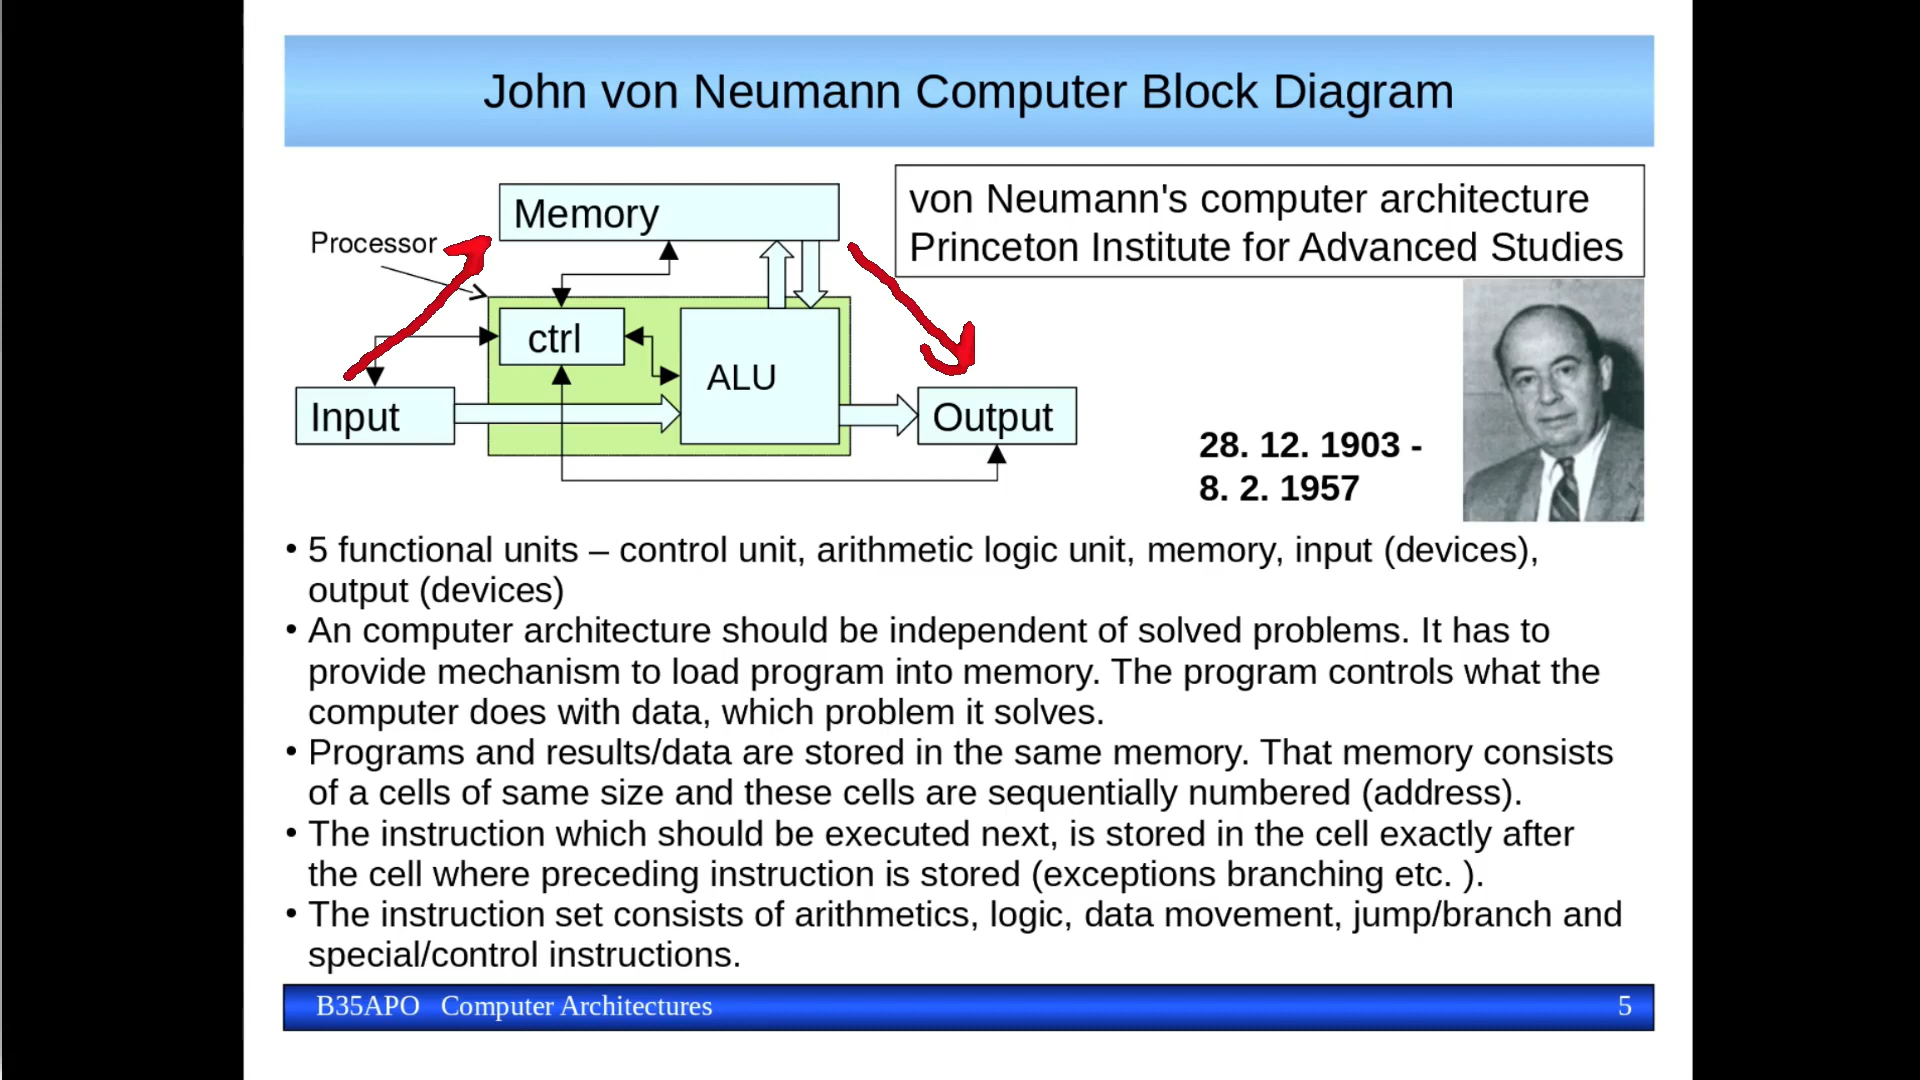 John von Neumann Computer Block Diagram
von Neumann's computer architecture
Princeton Institute for Advanced Studies
Memory
Processor
ctrl
ALU
Input
Output
28. 12. 1903 -
8. 2. 1957
• 5 functional units – control unit, arithmetic logic unit, memory, input (devices),
output (devices)
• An computer architecture should be independent of solved problems. It has to
provide mechanism to load program into memory. The program controls what the
computer does with data, which problem it solves.
• Programs and results/data are stored in the same memory. That memory consists
of a cells of same size and these cells are sequentially numbered (address).
• The instruction which should be executed next, is stored in the cell exactly after
the cell where preceding instruction is stored (exceptions branching etc. ).
• The instruction set consists of arithmetics, logic, data movement, jump/branch and
special/control instructions.
B35APO Computer Architectures 5